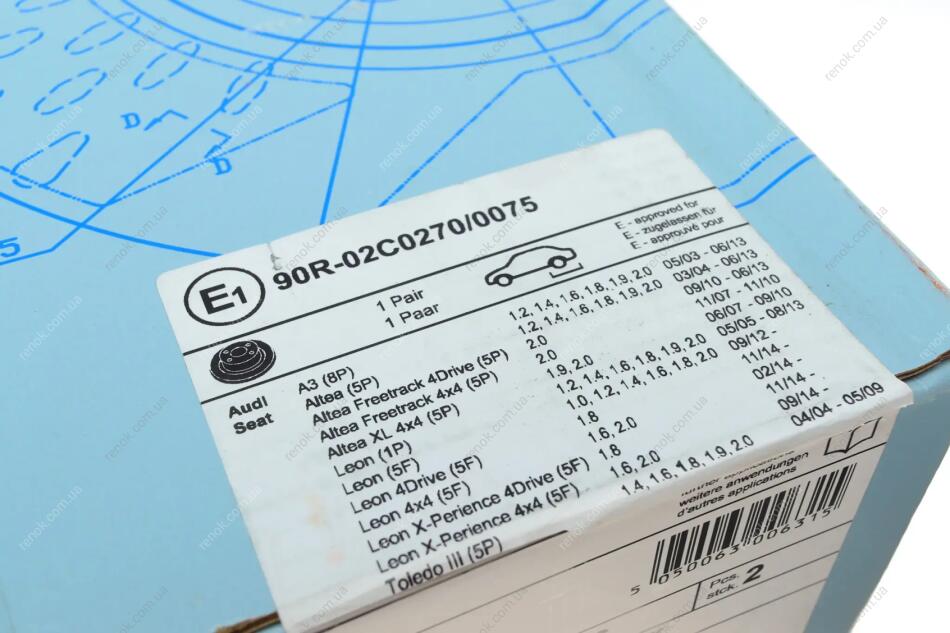 D
D
5
E1
90R-02C0270/0075
E - approved for
E - zugelassen für
E - approuvé pour
1 Pair
1 Paar
Audi
Seat
A3 (8P) 1.2, 1.4, 1.6, 1.8, 1.9, 2.0 05/03 - 06/13
Altea (5P) 1.2, 1.4, 1.6, 1.8, 1.9, 2.0 03/04 - 06/13
Altea Freetrack 4Drive (5P) 2.0 09/10 - 06/13
Altea Freetrack 4x4 (5P) 2.0 11/07 - 11/10
Altea XL 4x4 (5P) 1.9, 2.0 06/07 - 09/10
Leon (1P) 1.2, 1.4, 1.6, 1.8, 1.9, 2.0 05/05 - 08/13
Leon (5F) 1.0, 1.2, 1.4, 1.6, 1.8, 2.0 09/12 -
Leon 4Drive (5F) 1.8 11/14 -
Leon 4x4 (5F) 1.6, 2.0 02/14 -
Leon X-Perience 4Drive (5F) 1.8 11/14 -
Leon X-Perience 4x4 (5F) 1.6, 2.0 09/14 -
Toledo III (5P) 1.4, 1.6, 1.8, 1.9, 2.0 04/04 - 05/09
further applications
weitere anwendungen
d'autres applications
5 050063 006315
Pcs.
stck. 2
renok.com.ua